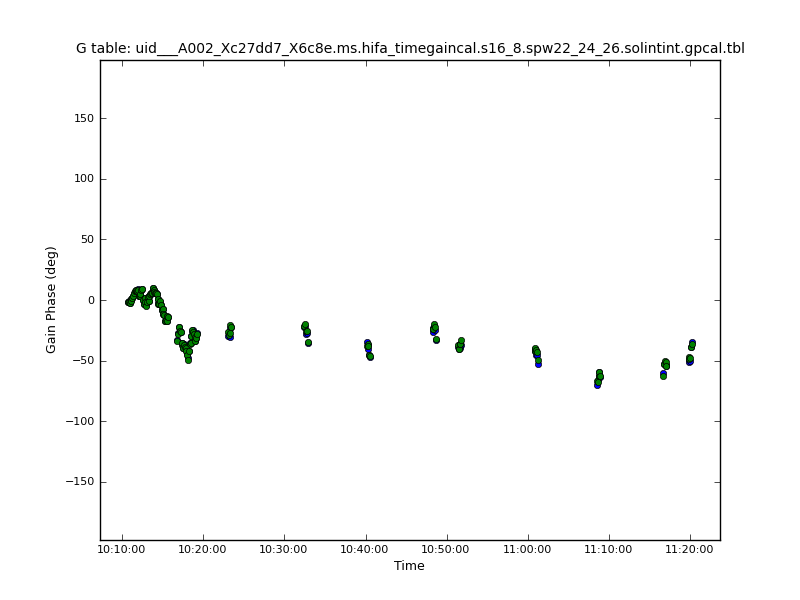 G table: uid___A002_Xc27dd7_X6c8e.ms.hifa_timegaincal.s16_8.spw22_24_26.solintint.gpcal.tbl
150
100
50
0
−50
−100
−150
Gain Phase (deg)
10:10:00 10:20:00 10:30:00 10:40:00 10:50:00 11:00:00 11:10:00 11:20:00
Time